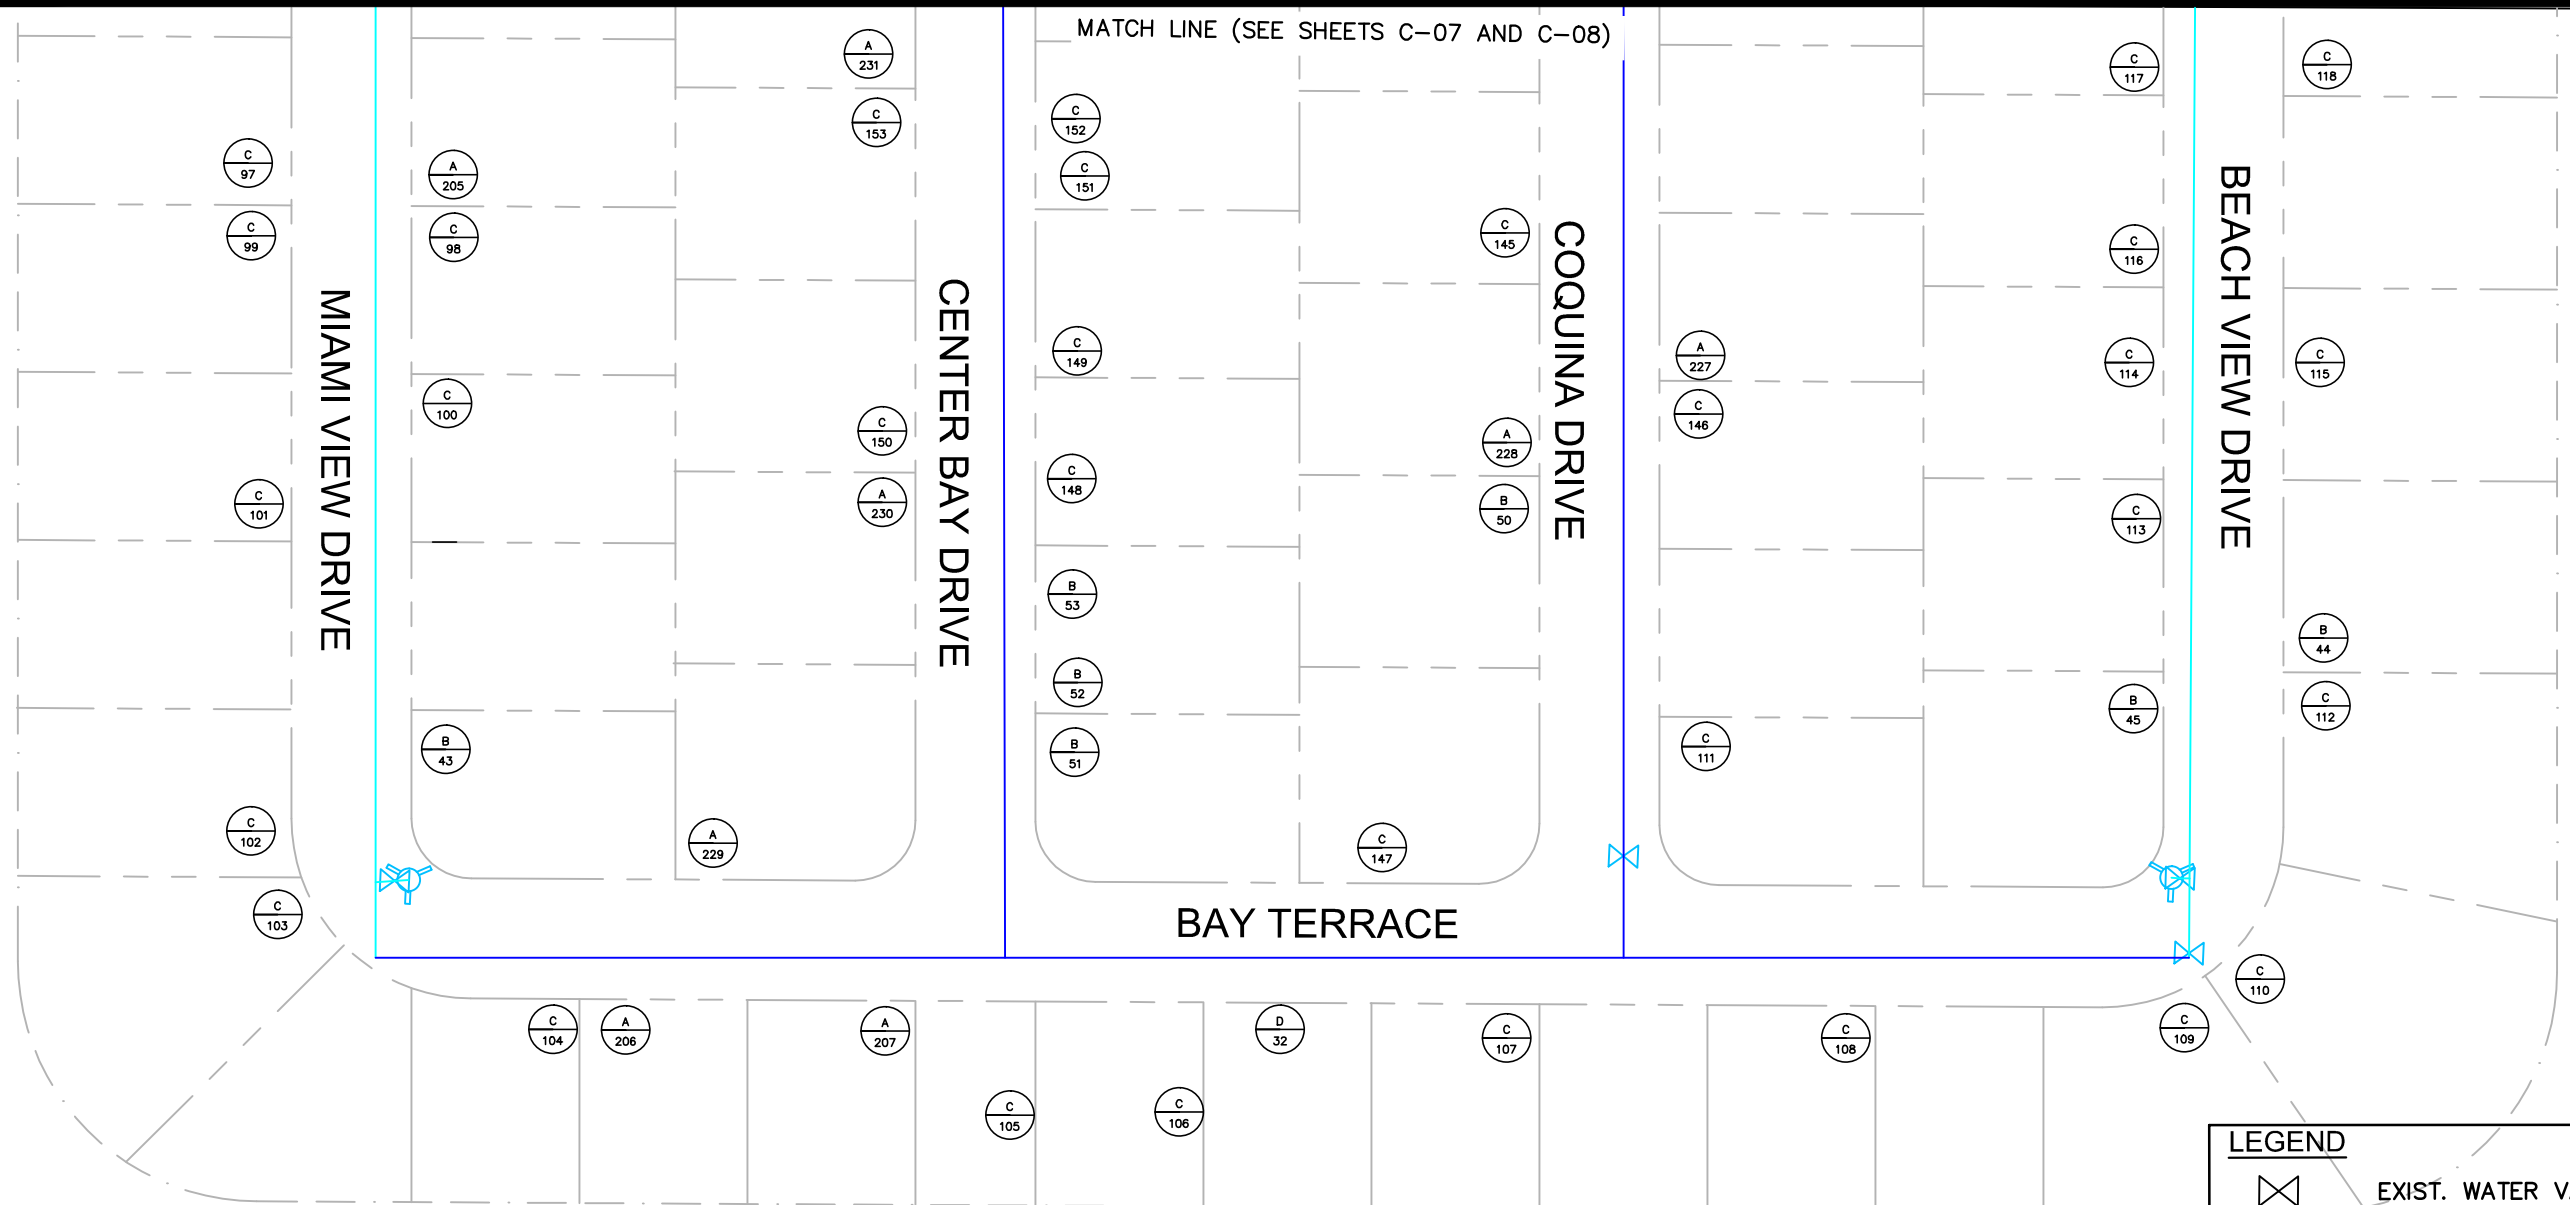 MATCH LINE (SEE SHEETS C-07 AND C-08)
A
231
C
117
C
118
C
153
C
152
C
97
A
205
C
151
C
99
C
98
C
145
C
116
MIAMI VIEW DRIVE
CENTER BAY DRIVE
COQUINA DRIVE
BEACH VIEW DRIVE
C
149
A
227
C
114
C
115
C
100
C
150
C
146
A
228
C
148
C
101
A
230
B
50
C
113
B
53
B
44
B
52
B
45
C
112
B
43
B
51
C
111
C
102
A
229
C
147
C
103
BAY TERRACE
C
110
C
104
A
206
A
207
D
32
C
107
C
108
C
109
C
105
C
106
LEGEND
EXIST. WATER V